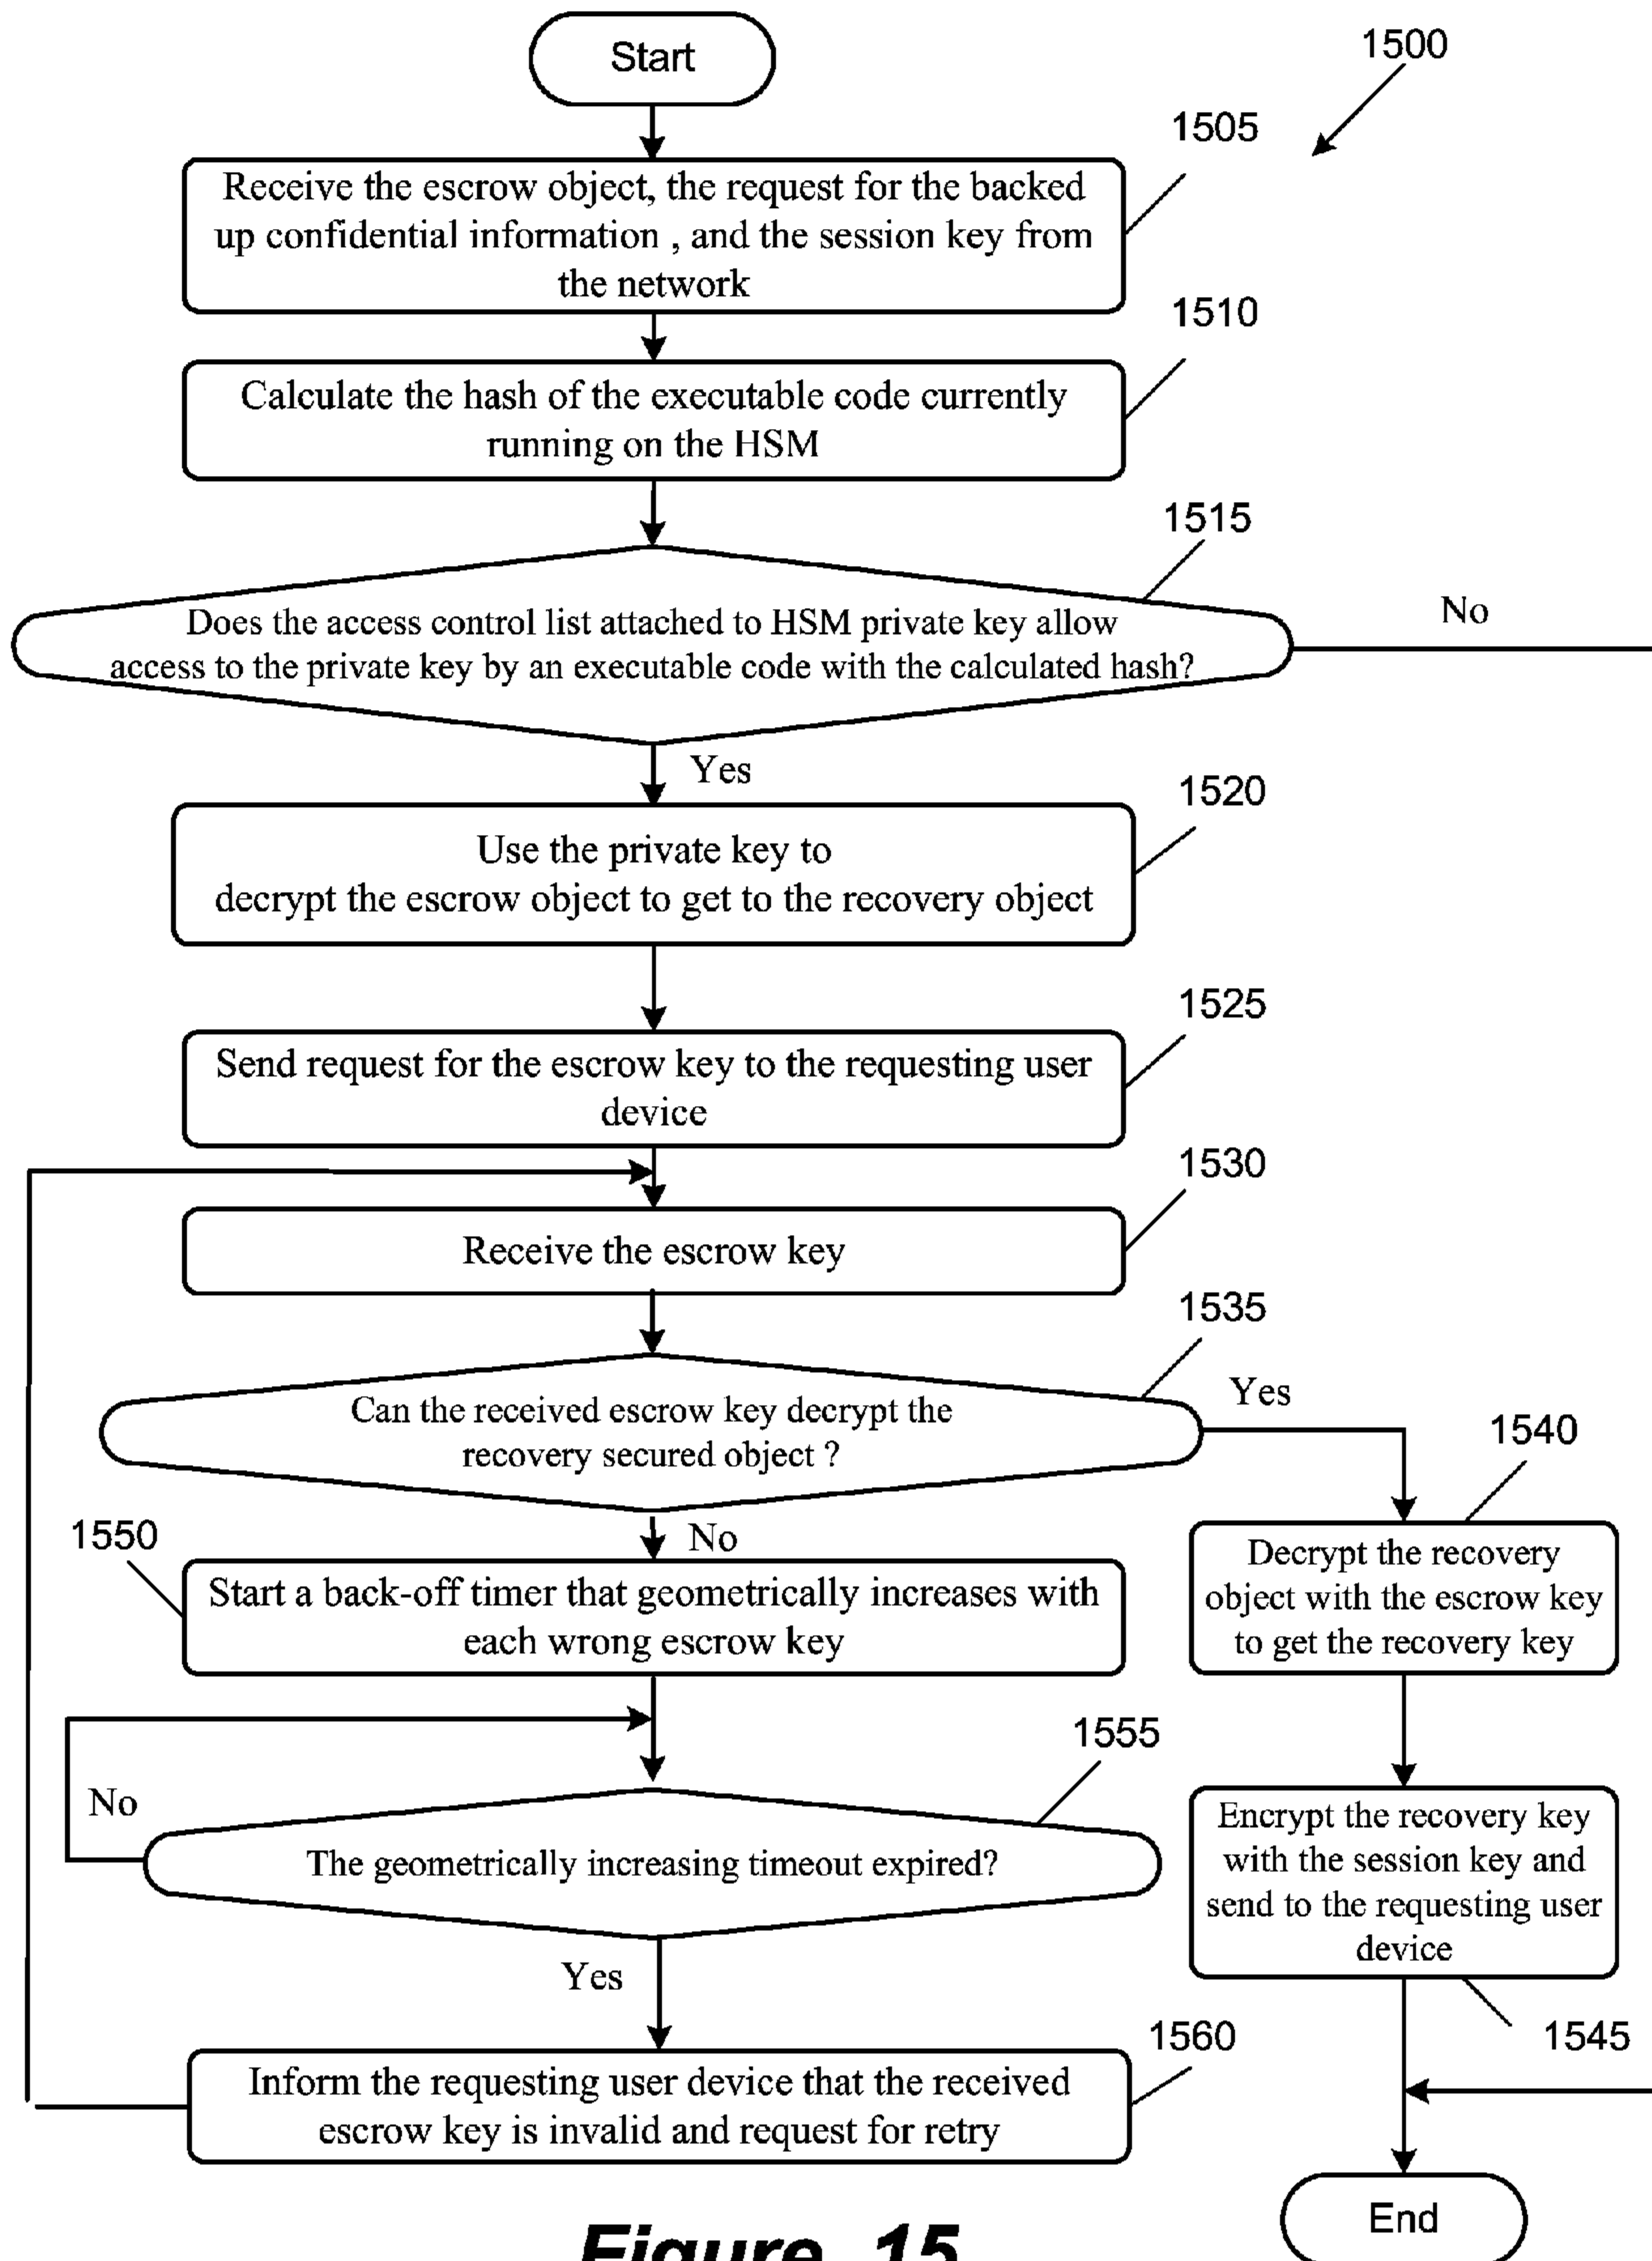 Start
1500
1505
Receive the escrow object, the request for the backed
up confidential information , and the session key from
the network
1510
Calculate the hash of the executable code currently
running on the HSM
1515
Does the access control list attached to HSM private key allow
access to the private key by an executable code with the calculated hash?
No
Yes
1520
Use the private key to
decrypt the escrow object to get to the recovery object
1525
Send request for the escrow key to the requesting user
device
1530
Receive the escrow key
1535
Can the received escrow key decrypt the
recovery secured object ?
Yes
1540
Decrypt the recovery
object with the escrow key
to get the recovery key
No
1550
Start a back-off timer that geometrically increases with
each wrong escrow key
1555
No
The geometrically increasing timeout expired?
Encrypt the recovery key
with the session key and
send to the requesting user
device
1545
Yes
1560
Inform the requesting user device that the received
escrow key is invalid and request for retry
End
Figure 15